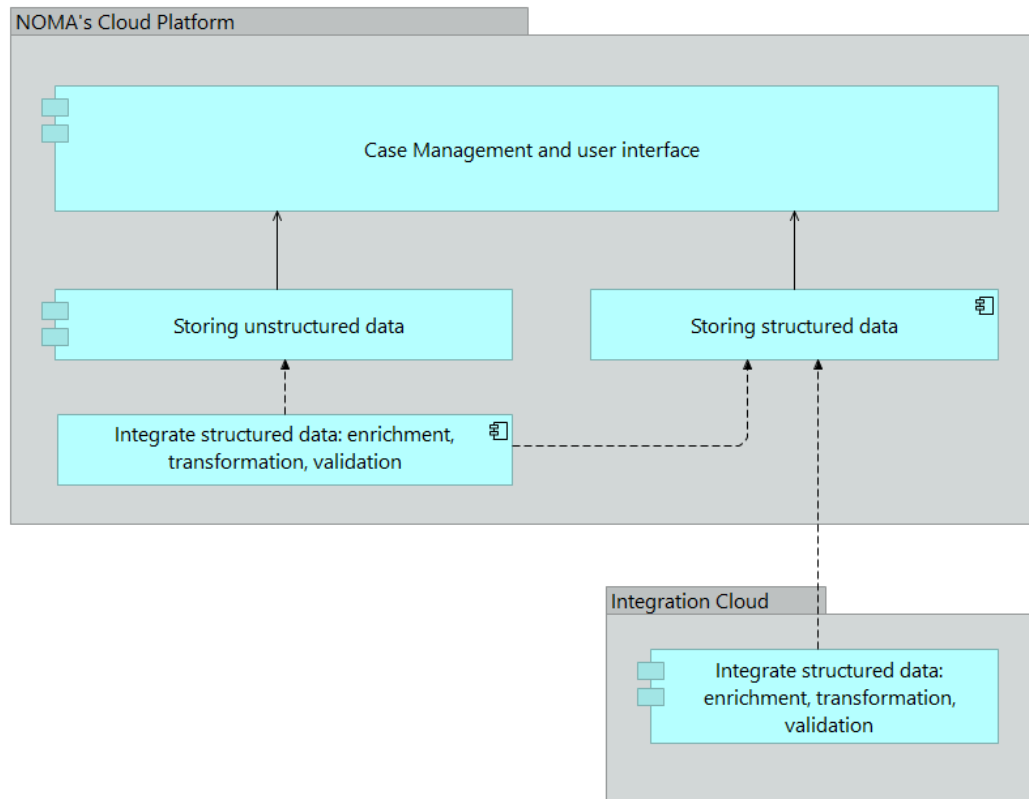 NOMA's Cloud Platform
Case Management and user interface
Storing unstructured data
Storing structured data
Integrate structured data: enrichment,
transformation, validation
Integration Cloud
Integrate structured data:
enrichment, transformation,
validation